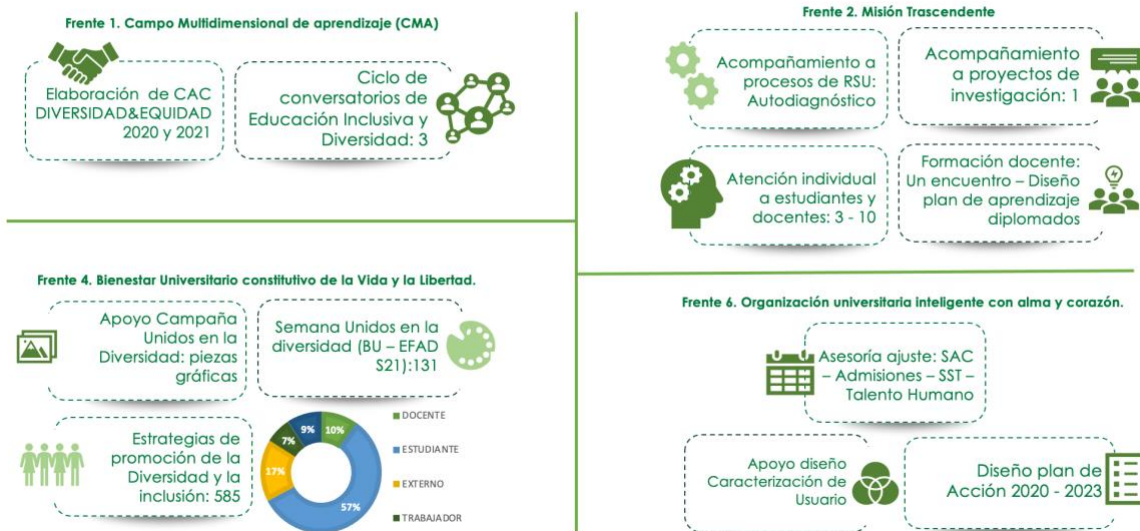 Frente 1. Campo Multidimensional de aprendizaje (CMA)
Elaboración de CAC
DIVERSIDAD&EQUIDAD
2020 y 2021
Ciclo de
conversatorios de
Educación Inclusiva y
Diversidad: 3
Frente 2. Misión Trascendente
Acompañamiento a
procesos de RSU:
Autodiagnóstico
Acompañamiento
a proyectos de
investigación: 1
Atención individual
a estudiantes y
docentes: 3 - 10
Formación docente:
Un encuentro – Diseño
plan de aprendizaje
diplomados
Frente 4. Bienestar Universitario constitutivo de la Vida y la Libertad.
Apoyo Campaña
Unidos en la
Diversidad: piezas
gráficas
Semana Unidos en la
diversidad (BU – EFAD
S21):131
Estrategias de
promoción de la
Diversidad y la
inclusión: 585
9%
10%
7%
17%
57%
DOCENTE
ESTUDIANTE
EXTERNO
TRABAJADOR
Frente 6. Organización universitaria inteligente con alma y corazón.
Asesoría ajuste: SAC
– Admisiones – SST –
Talento Humano
Apoyo diseño
Caracterización de
Usuario
Diseño plan de
Acción 2020 - 2023